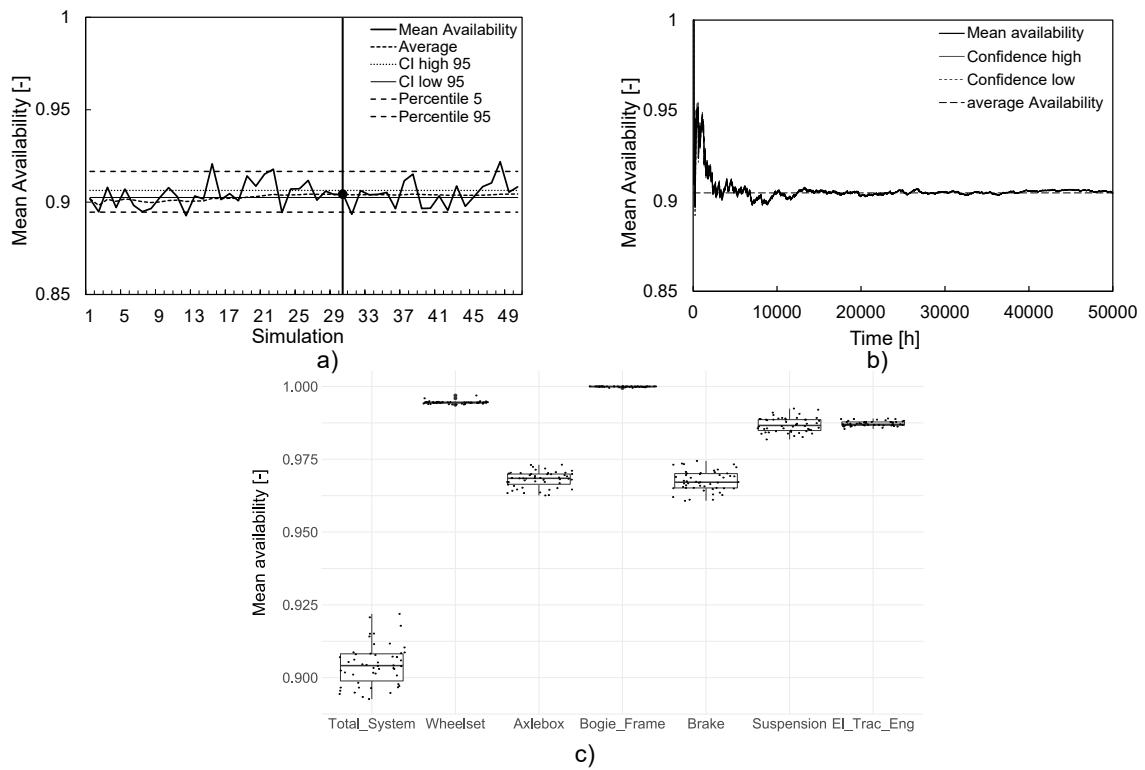 1
0.95
0.9
0.85
Mean Availability [-]
Mean Availability
Average
CI high 95
CI low 95
Percentile 5
Percentile 95
1 5 9 13 17 21 25 29 33 37 41 45 49
Simulation
a)
1
0.95
0.9
0.85
Mean Availability [-]
Mean availability
Confidence high
Confidence low
average Availability
0 10000 20000 30000 40000 50000
Time [h]
b)
1.000
0.975
0.950
0.925
0.900
Mean availability [-]
Total_System Wheelset Axlebox Bogie_Frame Brake Suspension El_Trac_Eng
c)